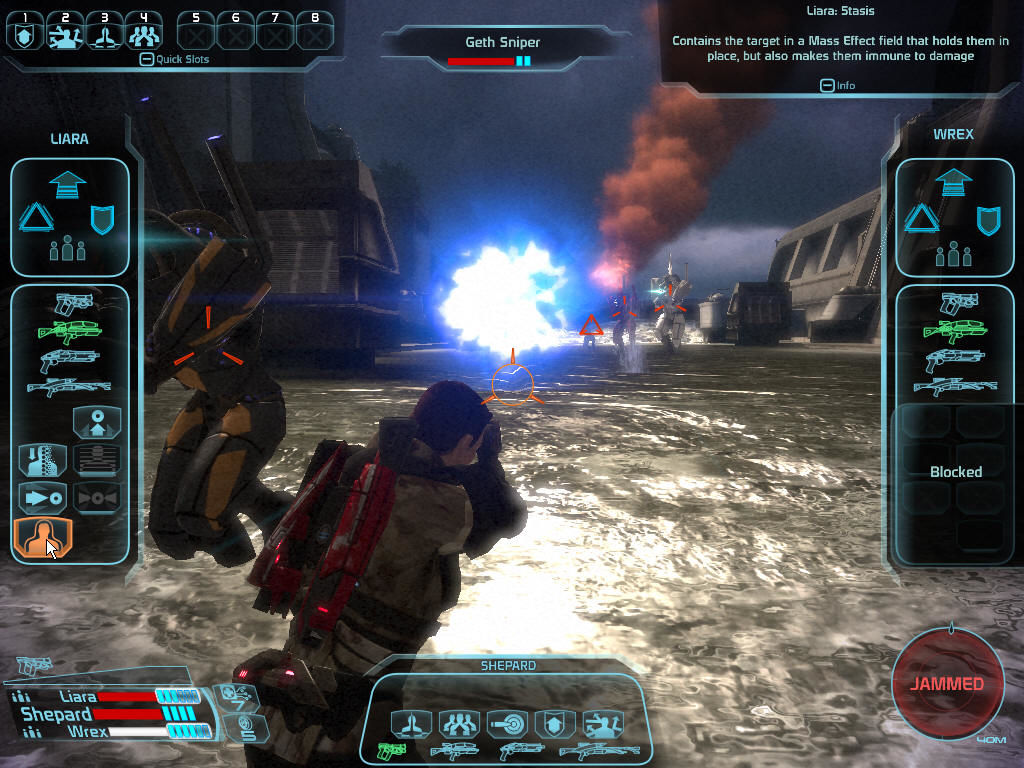 1 2 3 4 5 6 7 8
Quick Slots
Geth Sniper
Liara: Stasis
Contains the target in a Mass Effect field that holds them in
place, but also makes them immune to damage
Info
LIARA
WREX
Blocked
SHEPARD
Liara
Shepard
Wrex
7
5
JAMMED
40M